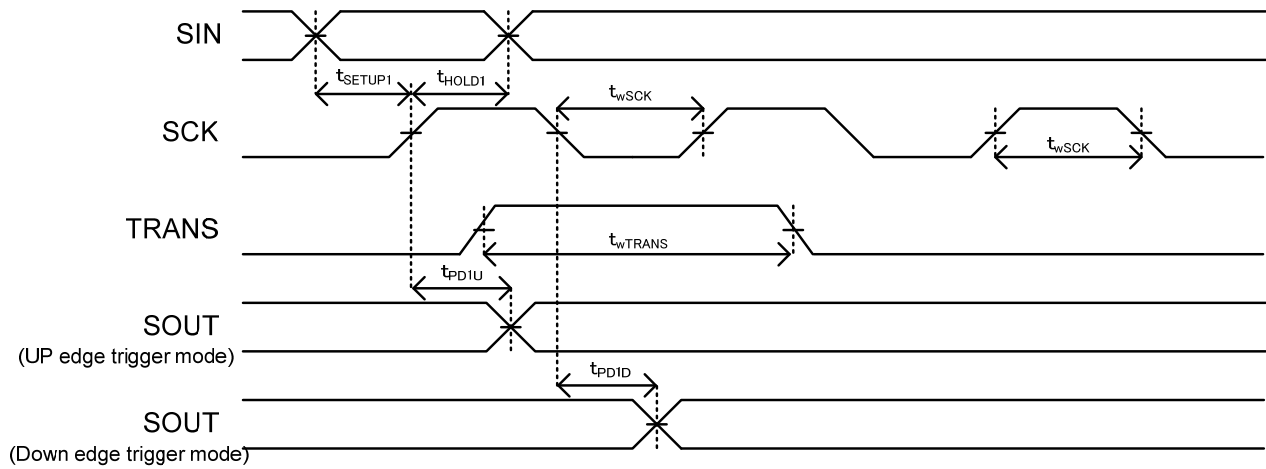 SIN
tSETUP1
tHOLD1
twSCK
SCK
twSCK
TRANS
twTRANS
tPD1U
SOUT
(UP edge trigger mode)
tPD1D
SOUT
(Down edge trigger mode)